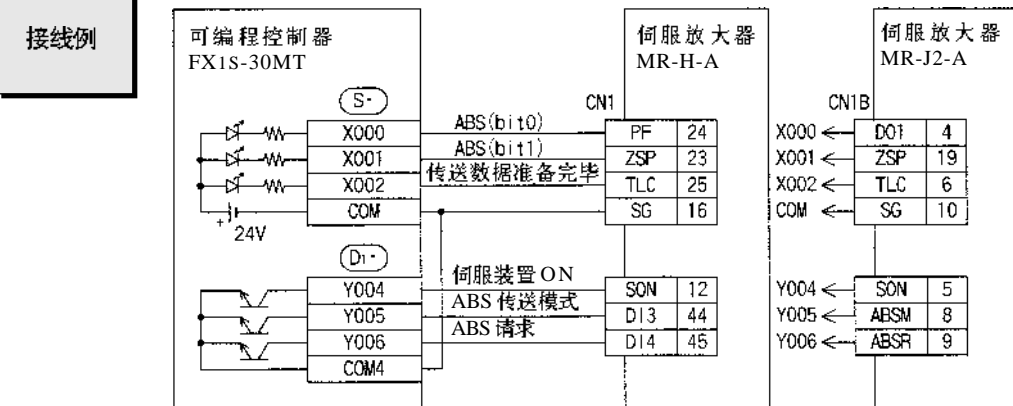 接线例
可编程控制器
FX1S-30MT
伺服放大器
MR-H-A
伺服放大器
MR-J2-A
S·
CN1
CN1B
X000
ABS(bit0)
PF 24
X000
DO1 4
X001
ABS(bit1)
ZSP 23
X001
ZSP 19
X002
传送数据准备完毕
TLC 25
X002
TLC 6
COM
SG 16
COM
SG 10
+
24V
D1·
Y004
伺服装置ON
SON 12
Y004
SON 5
Y005
ABS传送模式
DI3 44
Y005
ABSM 8
Y006
ABS请求
DI4 45
Y006
ABSR 9
COM4